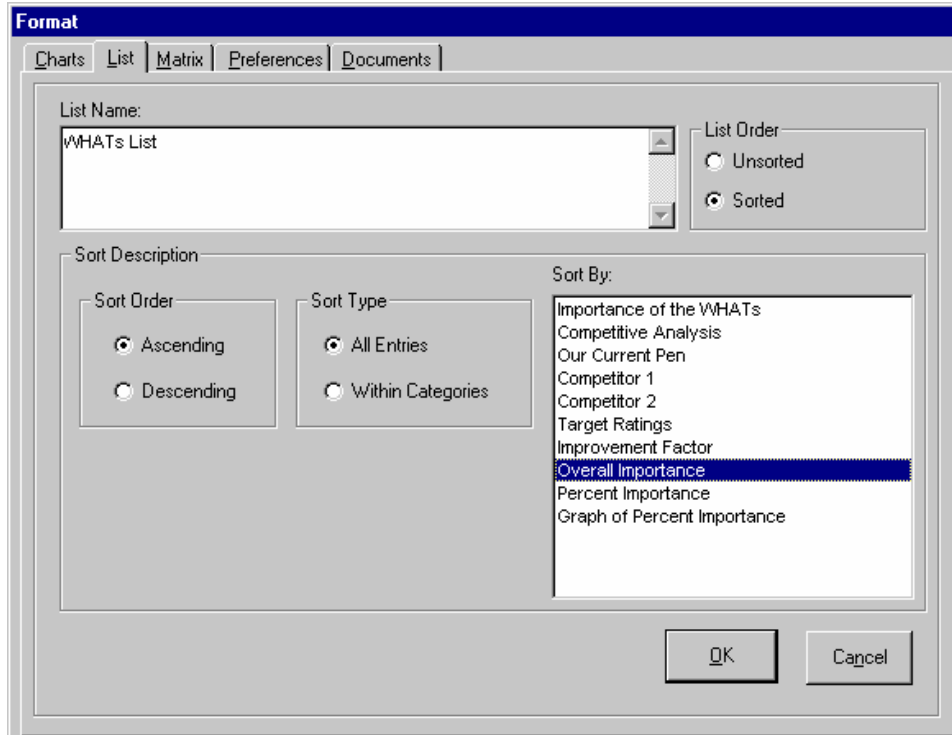 Format
Charts List Matrix Preferences Documents
List Name:
WHATs List
List Order
Unsorted
Sorted
Sort Description
Sort Order
Ascending
Descending
Sort Type
All Entries
Within Categories
Sort By:
Importance of the WHATs
Competitive Analysis
Our Current Pen
Competitor 1
Competitor 2
Target Ratings
Improvement Factor
Overall Importance
Percent Importance
Graph of Percent Importance
OK Cancel